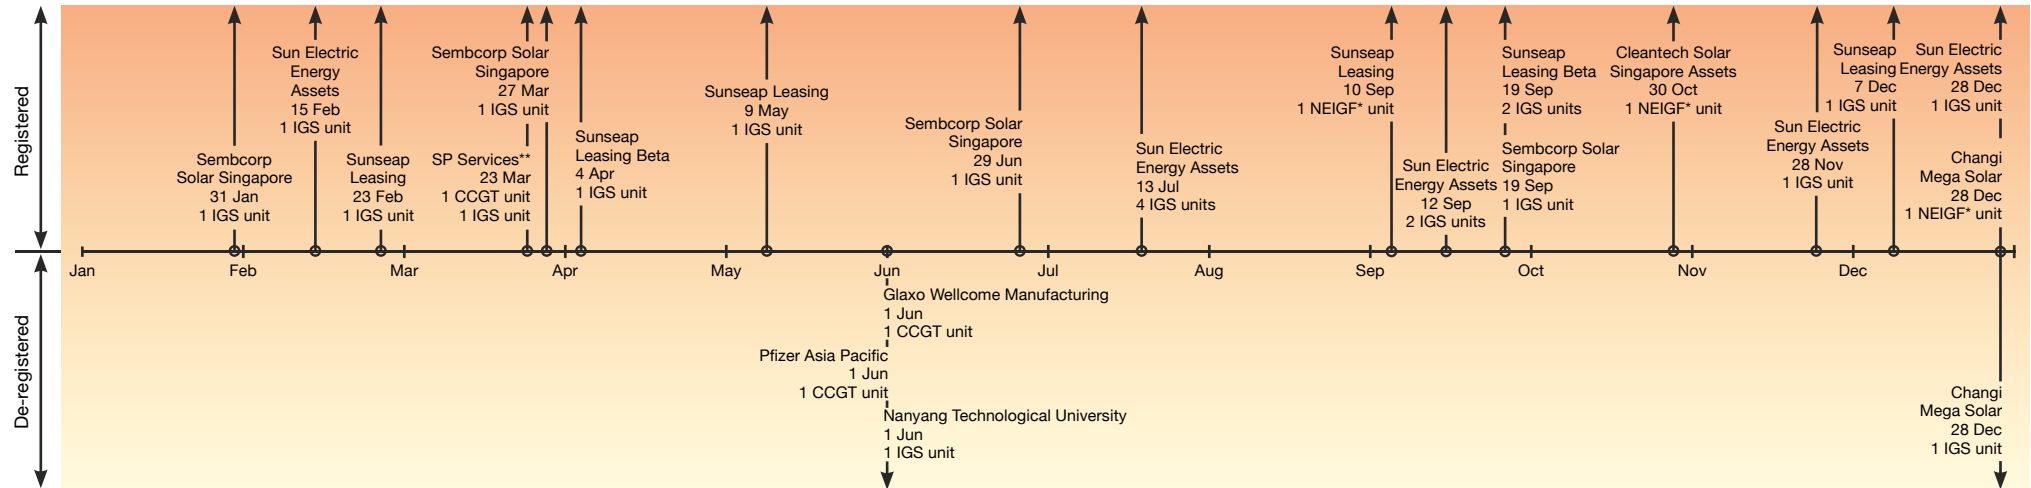 Registered
Sembcorp
Solar Singapore
31 Jan
1 IGS unit
Sun Electric
Energy
Assets
15 Feb
1 IGS unit
Sunseap
Leasing
23 Feb
1 IGS unit
SP Services**
23 Mar
1 CCGT unit
1 IGS unit
Sembcorp Solar
Singapore
27 Mar
1 IGS unit
Sunseap
Leasing Beta
4 Apr
1 IGS unit
Sunseap Leasing
9 May
1 IGS unit
Sembcorp Solar
Singapore
29 Jun
1 IGS unit
Sun Electric
Energy Assets
13 Jul
4 IGS units
Sunseap
Leasing
10 Sep
1 NEIGF* unit
Sun Electric
Energy Assets
12 Sep
2 IGS units
Sunseap
Leasing Beta
19 Sep
2 IGS units
Sembcorp Solar
Singapore
19 Sep
1 IGS unit
Cleantech Solar
Singapore Assets
30 Oct
1 NEIGF* unit
Sun Electric
Energy Assets
28 Nov
1 IGS unit
Sunseap
Leasing
7 Dec
1 IGS unit
Sun Electric
Energy Assets
28 Dec
1 IGS unit
Changi
Mega Solar
28 Dec
1 NEIGF* unit
Jan Feb Mar Apr May Jun Jul Aug Sep Oct Nov Dec
De-registered
Glaxo Wellcome Manufacturing
1 Jun
1 CCGT unit
Pfizer Asia Pacific
1 Jun
1 CCGT unit
Nanyang Technological University
1 Jun
1 IGS unit
Changi
Mega Solar
28 Dec
1 IGS unit